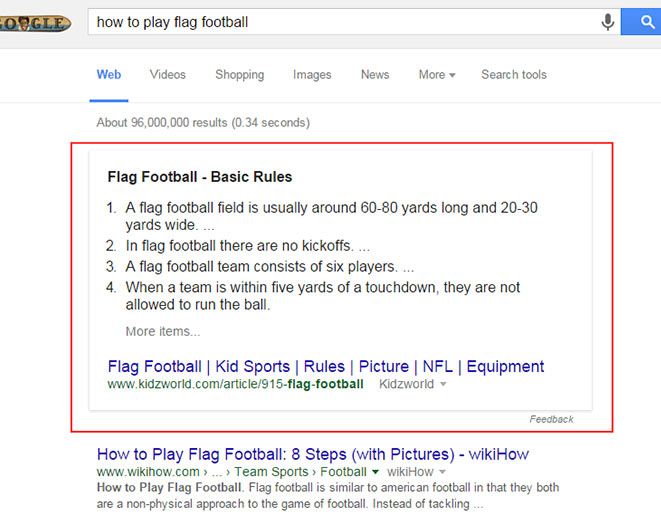 GOOGLE
how to play flag football
Web Videos Shopping Images News More Search tools
About 96,000,000 results (0.34 seconds)
Flag Football - Basic Rules
1. A flag football field is usually around 60-80 yards long and 20-30
yards wide. ...
2. In flag football there are no kickoffs. ...
3. A flag football team consists of six players. ...
4. When a team is within five yards of a touchdown, they are not
allowed to run the ball.
More items...
Flag Football | Kid Sports | Rules | Picture | NFL | Equipment
www.kidzworld.com/article/915-flag-football Kidzworld
Feedback
How to Play Flag Football: 8 Steps (with Pictures) - wikiHow
www.wikihow.com › ... › Team Sports › Football wikiHow
How to Play Flag Football. Flag football is similar to american football in that they both
are a non-physical approach to the game of football. Instead of tackling ...